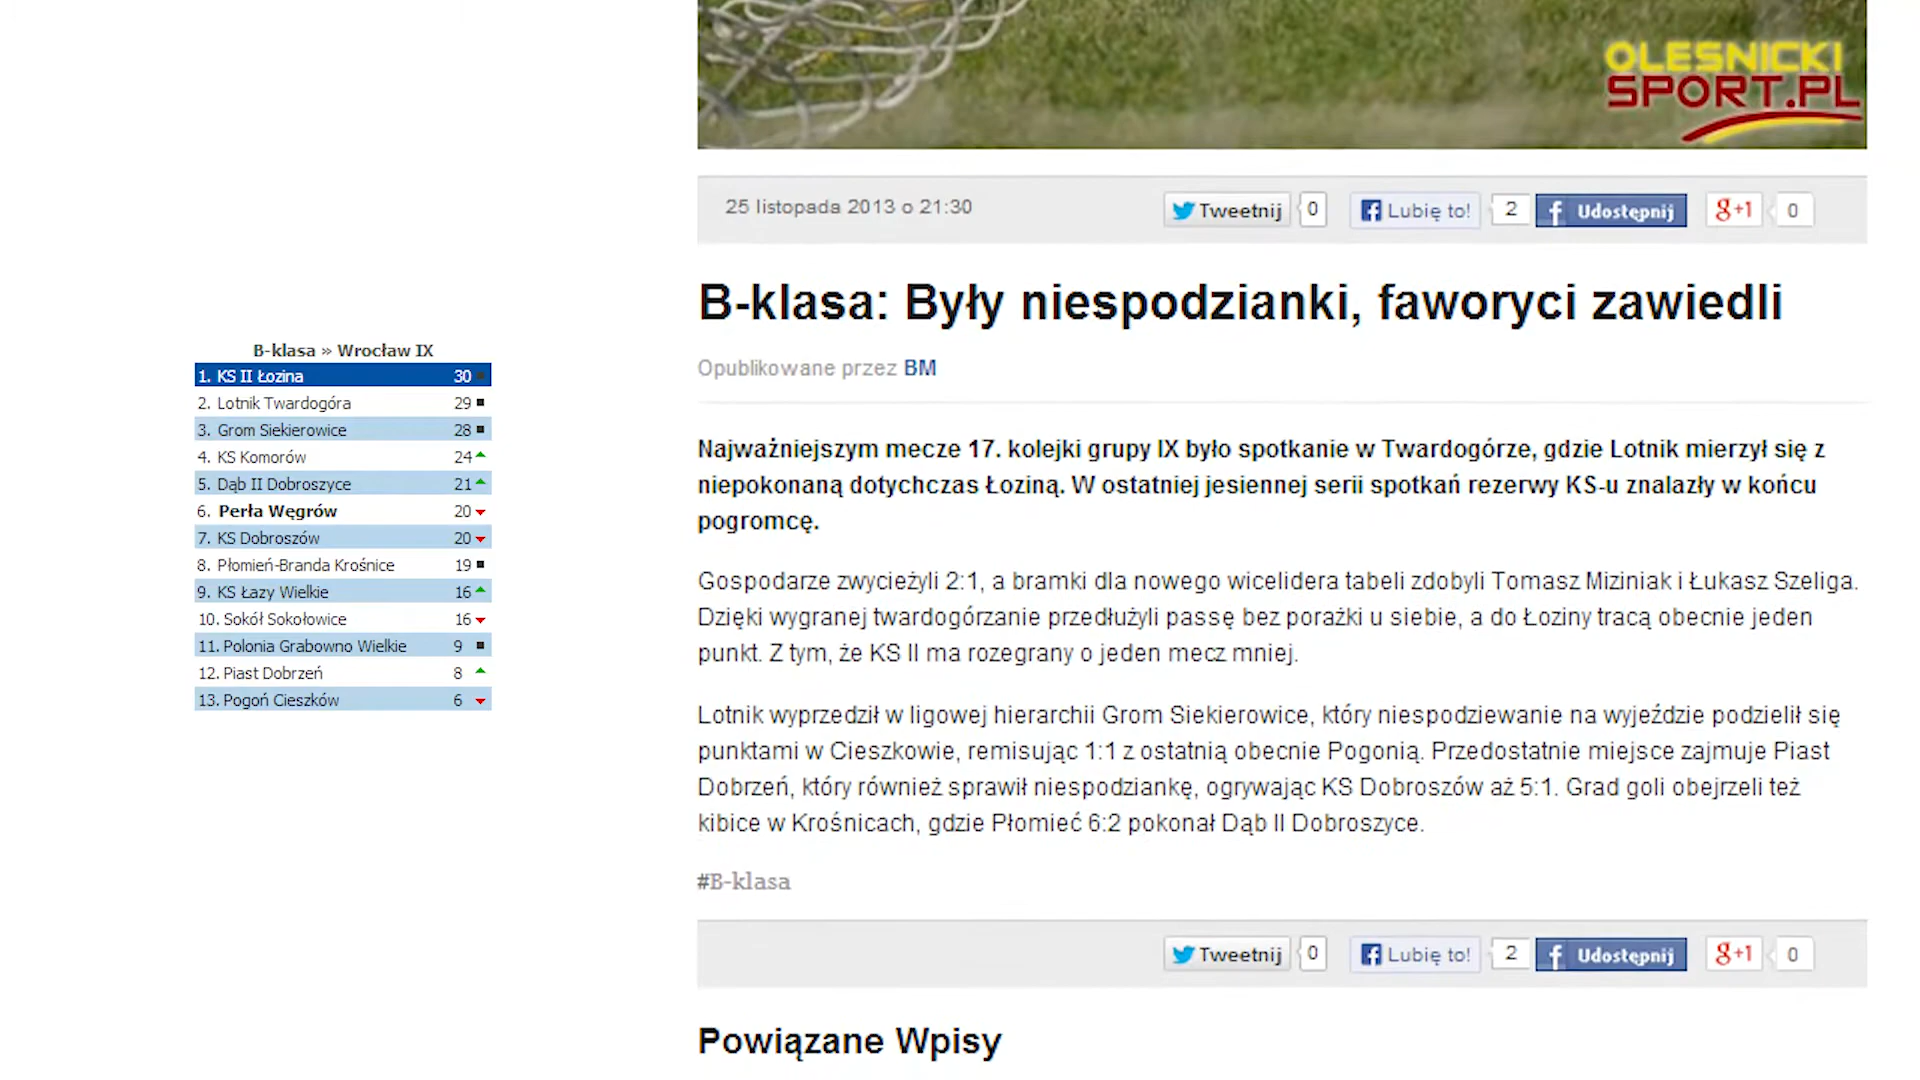 OLESNICKI
SPORT.PL
25 listopada 2013 o 21:30
Tweetnij 0 Lubię to! 2 Udostępnij g+1 0
B-klasa: Były niespodzianki, faworyci zawiedli
Opublikowane przez BM
Najważniejszym mecze 17. kolejki grupy IX było spotkanie w Twardogórze, gdzie Lotnik mierzył się z
niepokonaną dotychczas Łoziną. W ostatniej jesiennej serii spotkań rezerwy KS-u znalazły w końcu
pogromcę.
Gospodarze zwyciężyli 2:1, a bramki dla nowego wicelidera tabeli zdobyli Tomasz Miziniak i Łukasz Szeliga.
Dzięki wygranej twardogórzanie przedłużyli passę bez porażki u siebie, a do Łoziny tracą obecnie jeden
punkt. Z tym, że KS II ma rozegrany o jeden mecz mniej.
Lotnik wyprzedził w ligowej hierarchii Grom Siekierowice, który niespodziewanie na wyjeździe podzielił się
punktami w Cieszkowie, remisując 1:1 z ostatnią obecnie Pogonią. Przedostatnie miejsce zajmuje Piast
Dobrzeń, który również sprawił niespodziankę, ogrywając KS Dobroszów aż 5:1. Grad goli obejrzeli też
kibice w Krośnicach, gdzie Płomieć 6:2 pokonał Dąb II Dobroszyce.
#B-klasa
Tweetnij 0 Lubię to! 2 Udostępnij g+1 0
Powiązane Wpisy
B-klasa » Wrocław IX
1. KS II Łozina 30
2. Lotnik Twardogóra 29
3. Grom Siekierowice 28
4. KS Komorów 24
5. Dąb II Dobroszyce 21
6. Perła Węgrów 20
7. KS Dobroszów 20
8. Płomień-Branda Krośnice 19
9. KS Łazy Wielkie 16
10. Sokół Sokołowice 16
11. Polonia Grabowno Wielkie 9
12. Piast Dobrzeń 8
13. Pogoń Cieszków 6